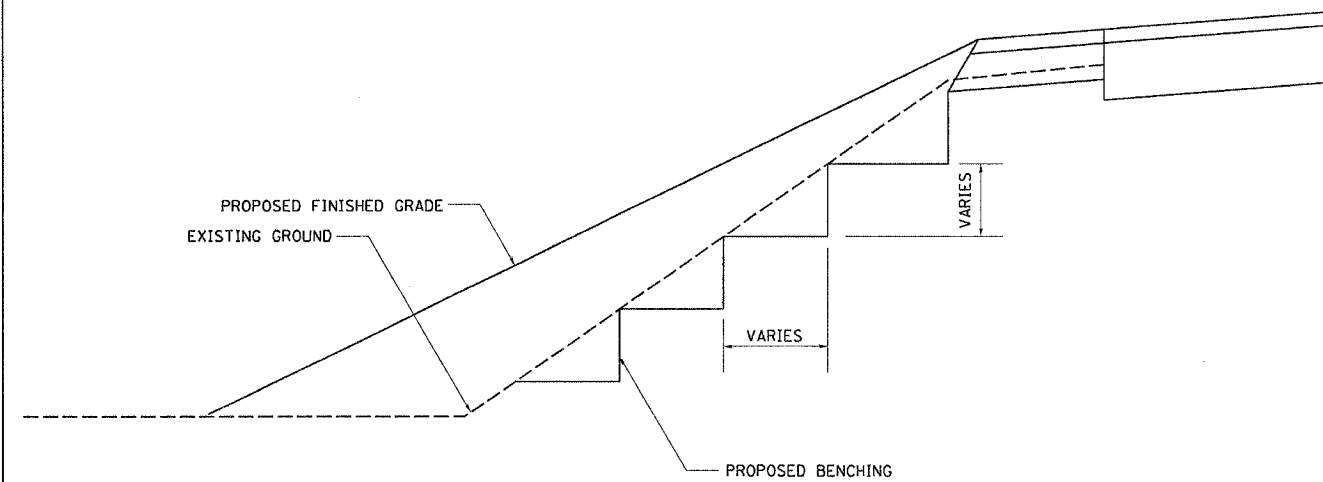 PROPOSED FINISHED GRADE
EXISTING GROUND
VARIES
VARIES
PROPOSED BENCHING